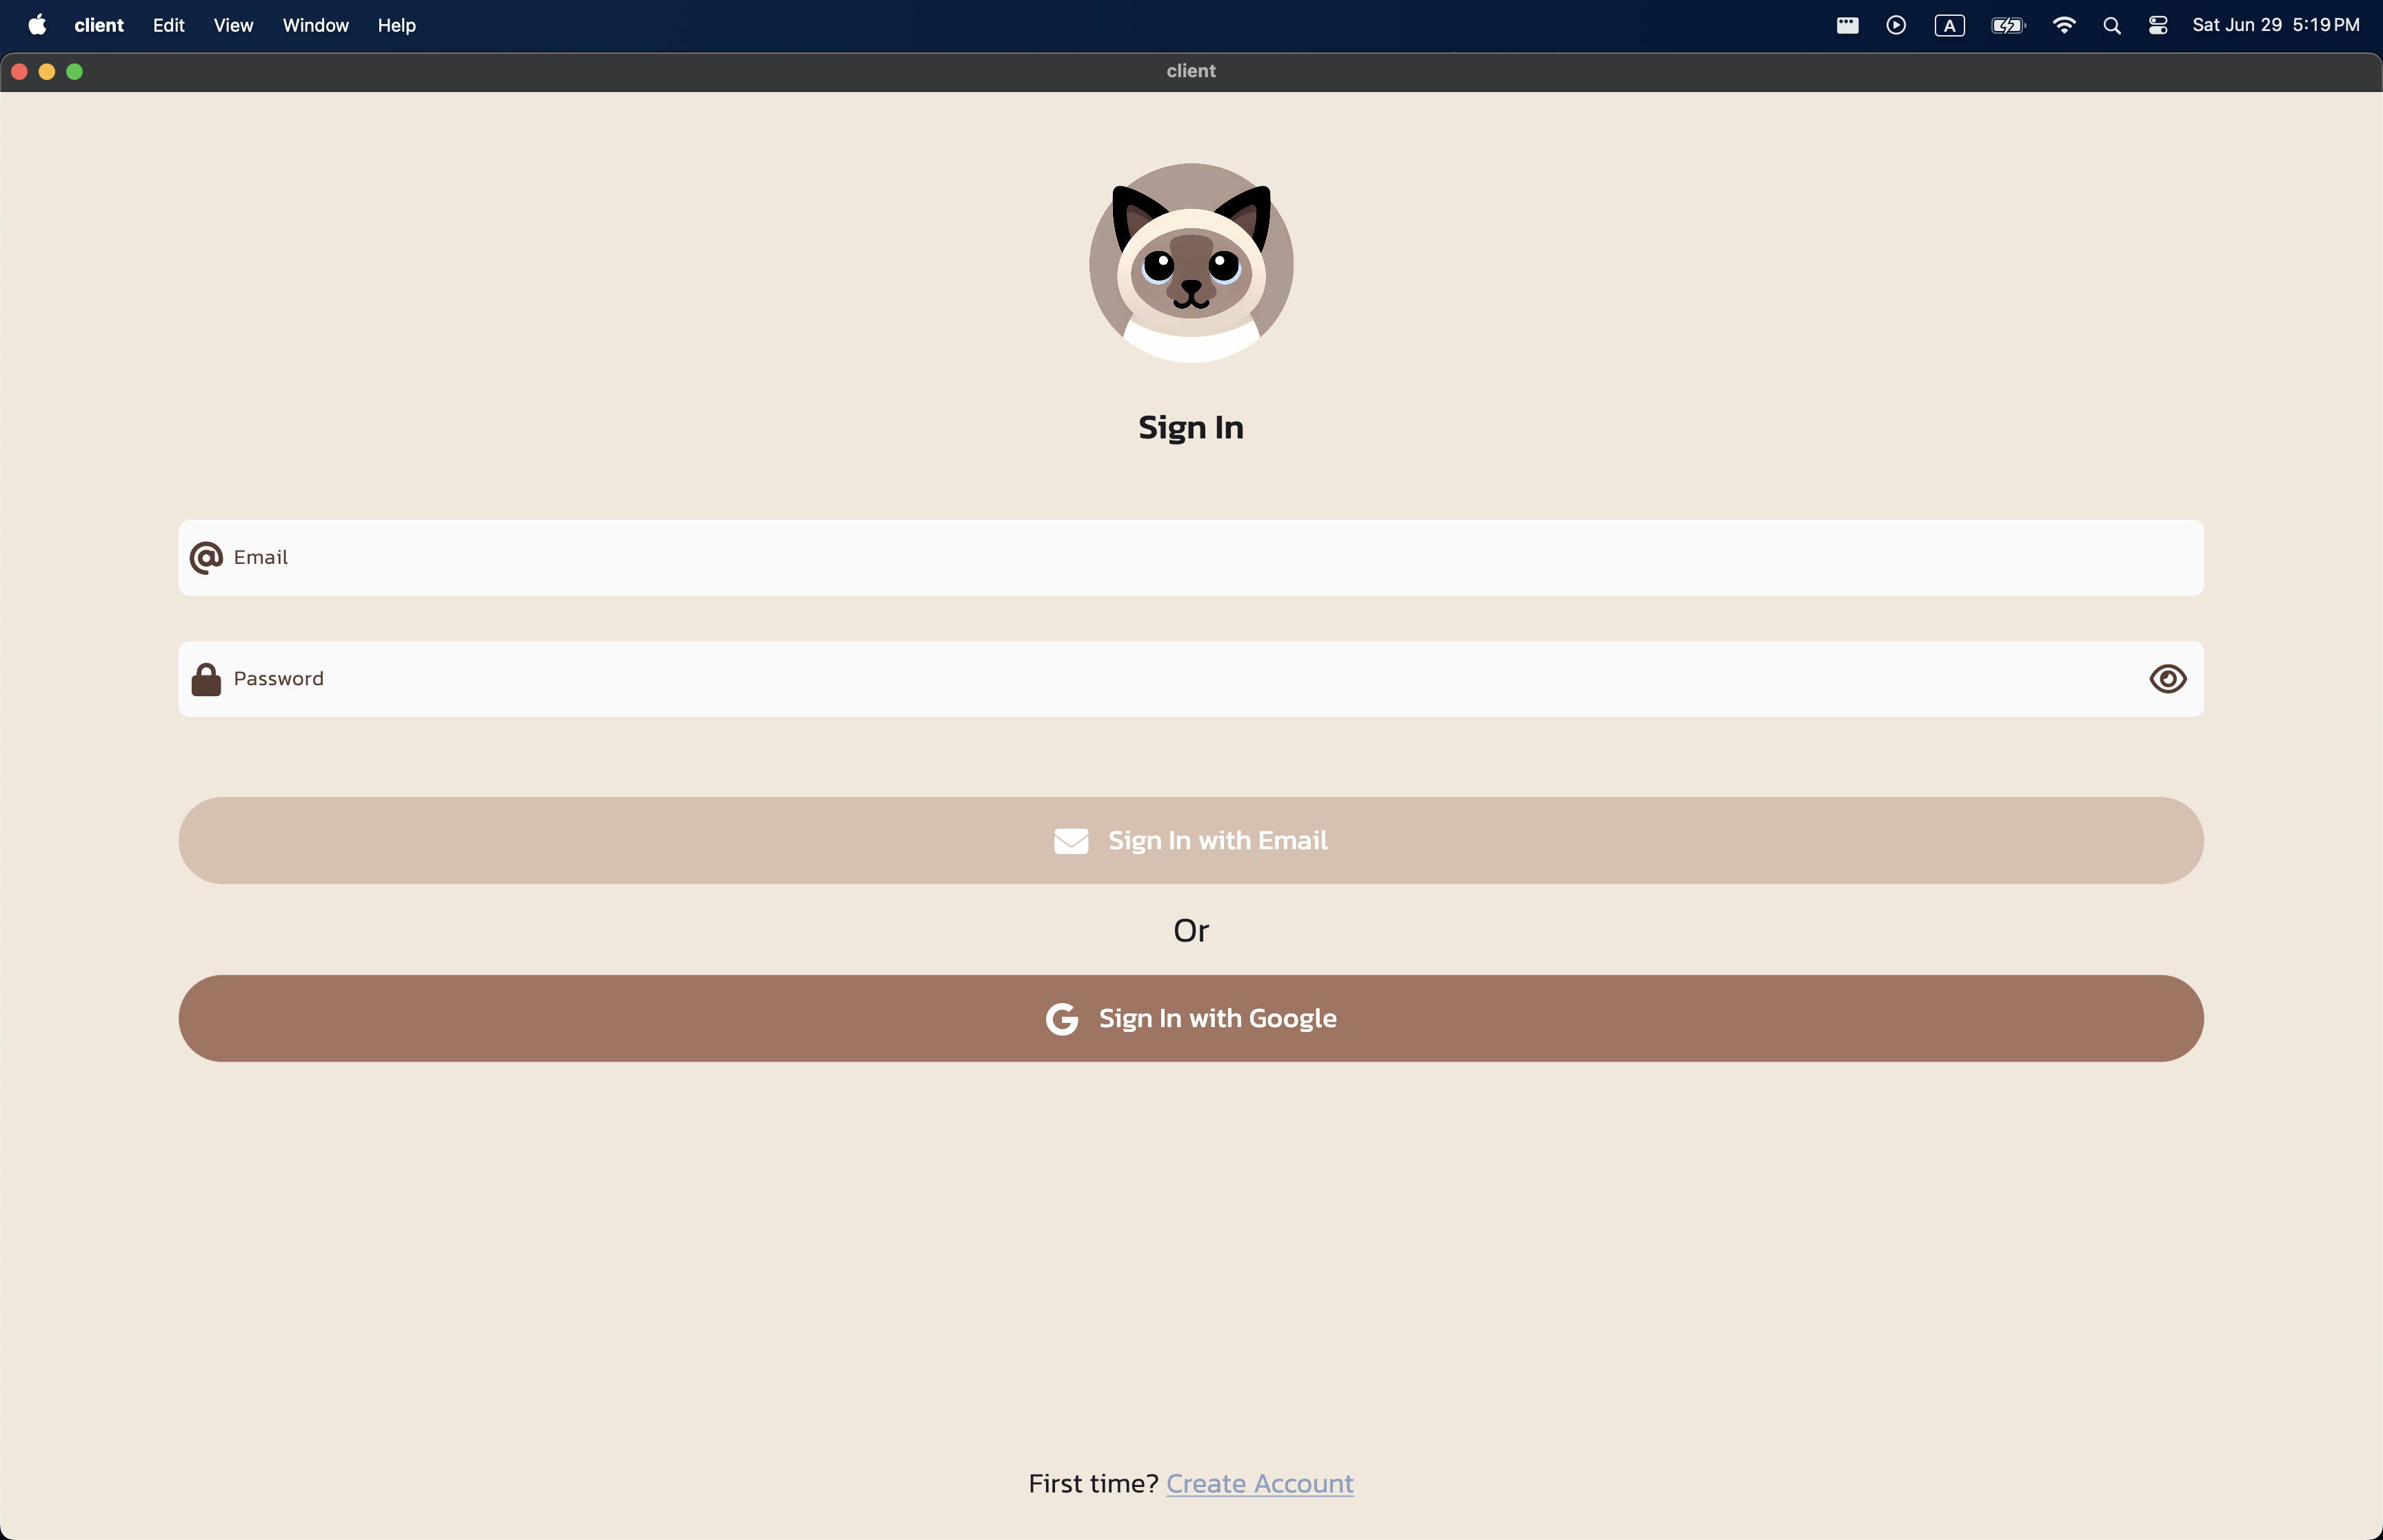 client Edit View Window Help A Sat Jun 29 5:19 PM
client
Sign In
@ Email
Password
Sign In with Email
Or
G Sign In with Google
First time? Create Account